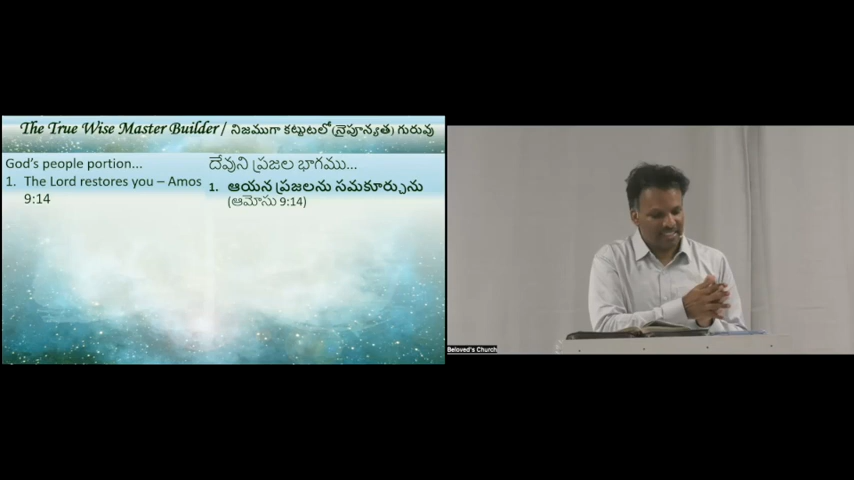 The True Wise Master Builder / నిజముగా కట్టుటలో(నైపూన్యత) గురువు
God's people portion...
1. The Lord restores you – Amos
9:14
దేవుని ప్రజల భాగము...
1. ఆయన ప్రజలను సమకూర్చును
(ఆమోసు 9:14)
Beloved's Church